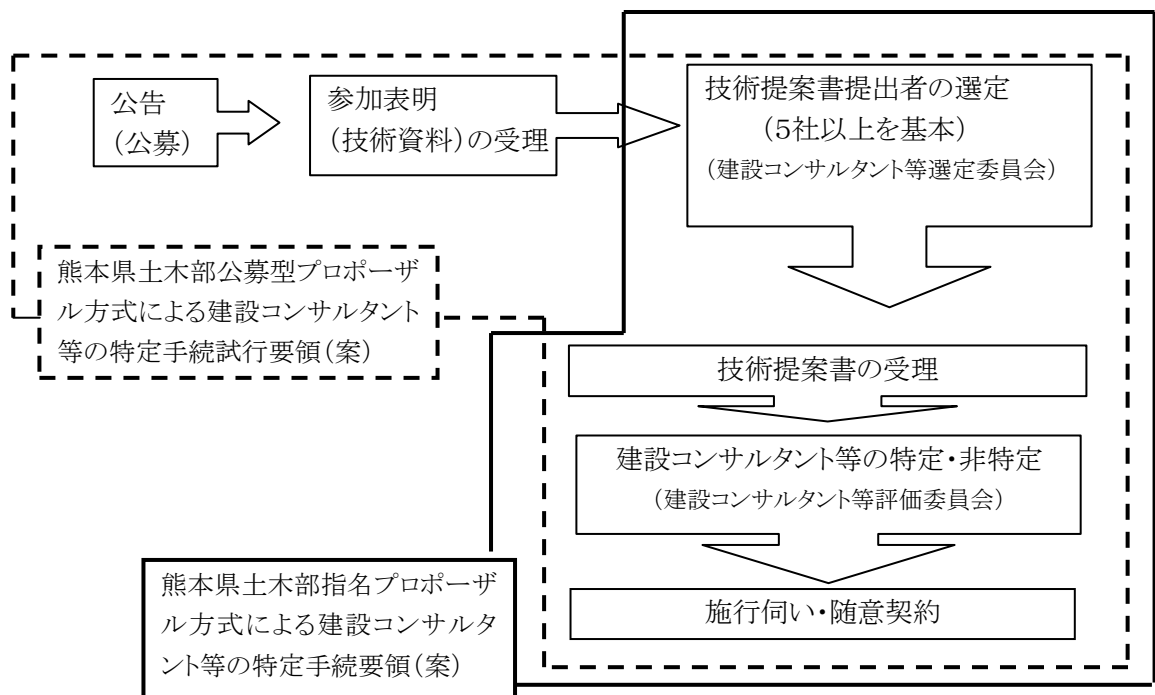 公告
(公募)
参加表明
(技術資料)の受理
技術提案書提出者の選定
(5社以上を基本)
(建設コンサルタント等選定委員会)
熊本県土木部公募型プロポーザ
ル方式による建設コンサルタント
等の特定手続試行要領(案)
技術提案書の受理
建設コンサルタント等の特定・非特定
(建設コンサルタント等評価委員会)
熊本県土木部指名プロポーザ
ル方式による建設コンサルタ
ント等の特定手続要領(案)
施行伺い・随意契約